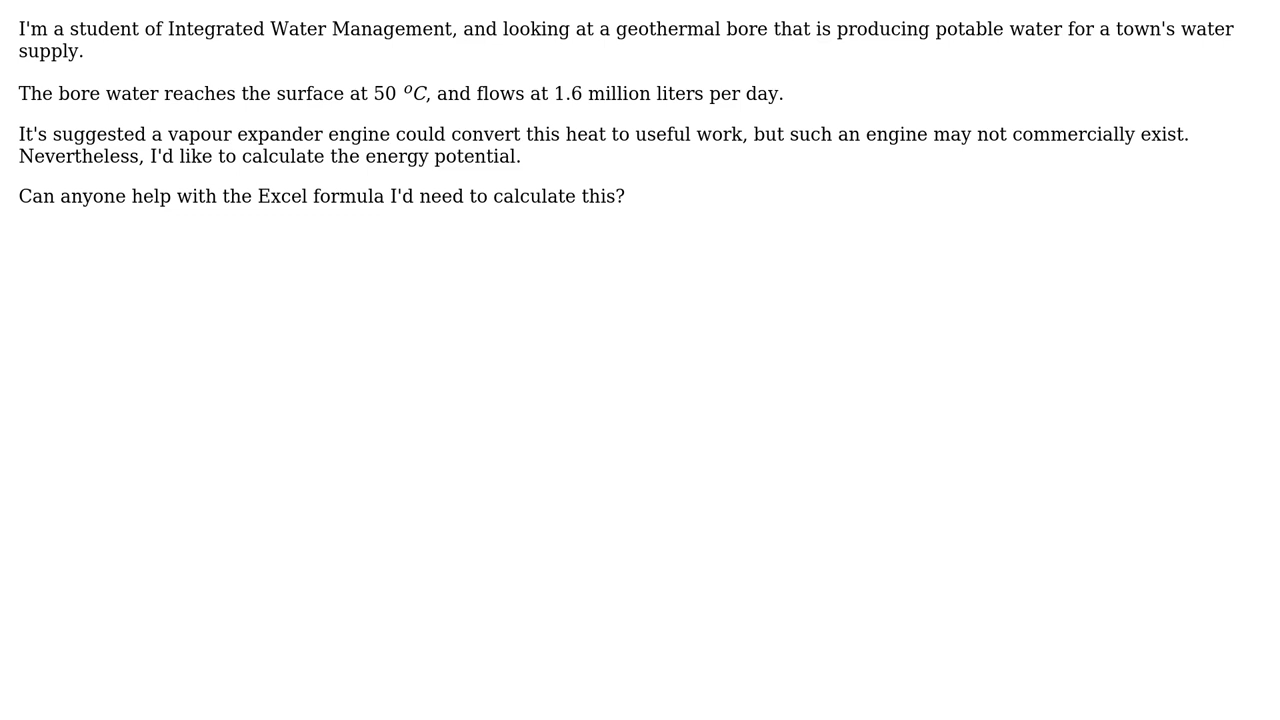 I'm a student of Integrated Water Management, and looking at a geothermal bore that is producing potable water for a town's water
supply.
The bore water reaches the surface at 50 °C, and flows at 1.6 million liters per day.
It's suggested a vapour expander engine could convert this heat to useful work, but such an engine may not commercially exist.
Nevertheless, I'd like to calculate the energy potential.
Can anyone help with the Excel formula I'd need to calculate this?